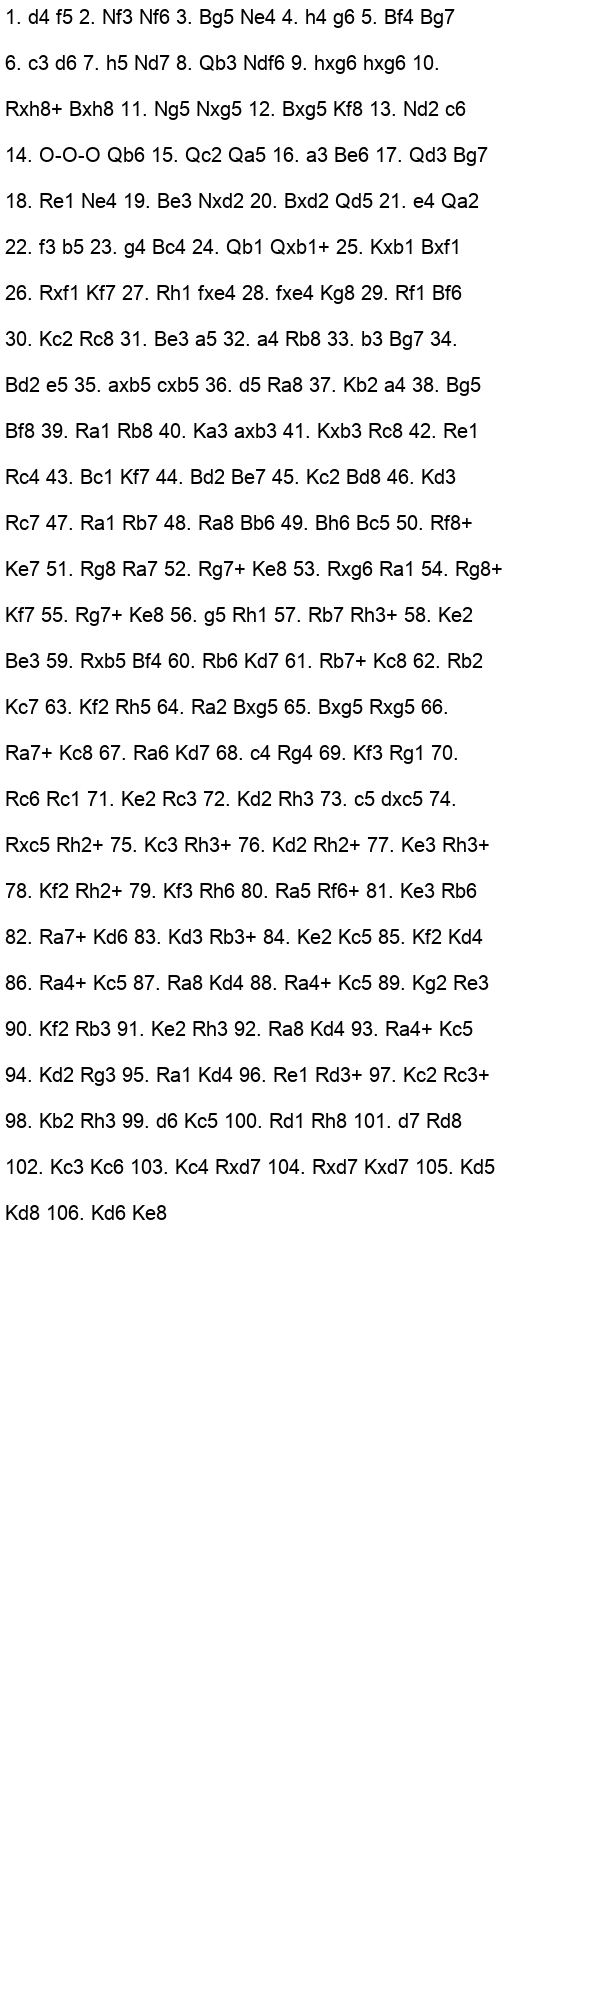 1. d4 f5 2. Nf3 Nf6 3. Bg5 Ne4 4. h4 g6 5. Bf4 Bg7
6. c3 d6 7. h5 Nd7 8. Qb3 Ndf6 9. hxg6 hxg6 10.
Rxh8+ Bxh8 11. Ng5 Nxg5 12. Bxg5 Kf8 13. Nd2 c6
14. O-O-O Qb6 15. Qc2 Qa5 16. a3 Be6 17. Qd3 Bg7
18. Re1 Ne4 19. Be3 Nxd2 20. Bxd2 Qd5 21. e4 Qa2
22. f3 b5 23. g4 Bc4 24. Qb1 Qxb1+ 25. Kxb1 Bxf1
26. Rxf1 Kf7 27. Rh1 fxe4 28. fxe4 Kg8 29. Rf1 Bf6
30. Kc2 Rc8 31. Be3 a5 32. a4 Rb8 33. b3 Bg7 34.
Bd2 e5 35. axb5 cxb5 36. d5 Ra8 37. Kb2 a4 38. Bg5
Bf8 39. Ra1 Rb8 40. Ka3 axb3 41. Kxb3 Rc8 42. Re1
Rc4 43. Bc1 Kf7 44. Bd2 Be7 45. Kc2 Bd8 46. Kd3
Rc7 47. Ra1 Rb7 48. Ra8 Bb6 49. Bh6 Bc5 50. Rf8+
Ke7 51. Rg8 Ra7 52. Rg7+ Ke8 53. Rxg6 Ra1 54. Rg8+
Kf7 55. Rg7+ Ke8 56. g5 Rh1 57. Rb7 Rh3+ 58. Ke2
Be3 59. Rxb5 Bf4 60. Rb6 Kd7 61. Rb7+ Kc8 62. Rb2
Kc7 63. Kf2 Rh5 64. Ra2 Bxg5 65. Bxg5 Rxg5 66.
Ra7+ Kc8 67. Ra6 Kd7 68. c4 Rg4 69. Kf3 Rg1 70.
Rc6 Rc1 71. Ke2 Rc3 72. Kd2 Rh3 73. c5 dxc5 74.
Rxc5 Rh2+ 75. Kc3 Rh3+ 76. Kd2 Rh2+ 77. Ke3 Rh3+
78. Kf2 Rh2+ 79. Kf3 Rh6 80. Ra5 Rf6+ 81. Ke3 Rb6
82. Ra7+ Kd6 83. Kd3 Rb3+ 84. Ke2 Kc5 85. Kf2 Kd4
86. Ra4+ Kc5 87. Ra8 Kd4 88. Ra4+ Kc5 89. Kg2 Re3
90. Kf2 Rb3 91. Ke2 Rh3 92. Ra8 Kd4 93. Ra4+ Kc5
94. Kd2 Rg3 95. Ra1 Kd4 96. Re1 Rd3+ 97. Kc2 Rc3+
98. Kb2 Rh3 99. d6 Kc5 100. Rd1 Rh8 101. d7 Rd8
102. Kc3 Kc6 103. Kc4 Rxd7 104. Rxd7 Kxd7 105. Kd5
Kd8 106. Kd6 Ke8